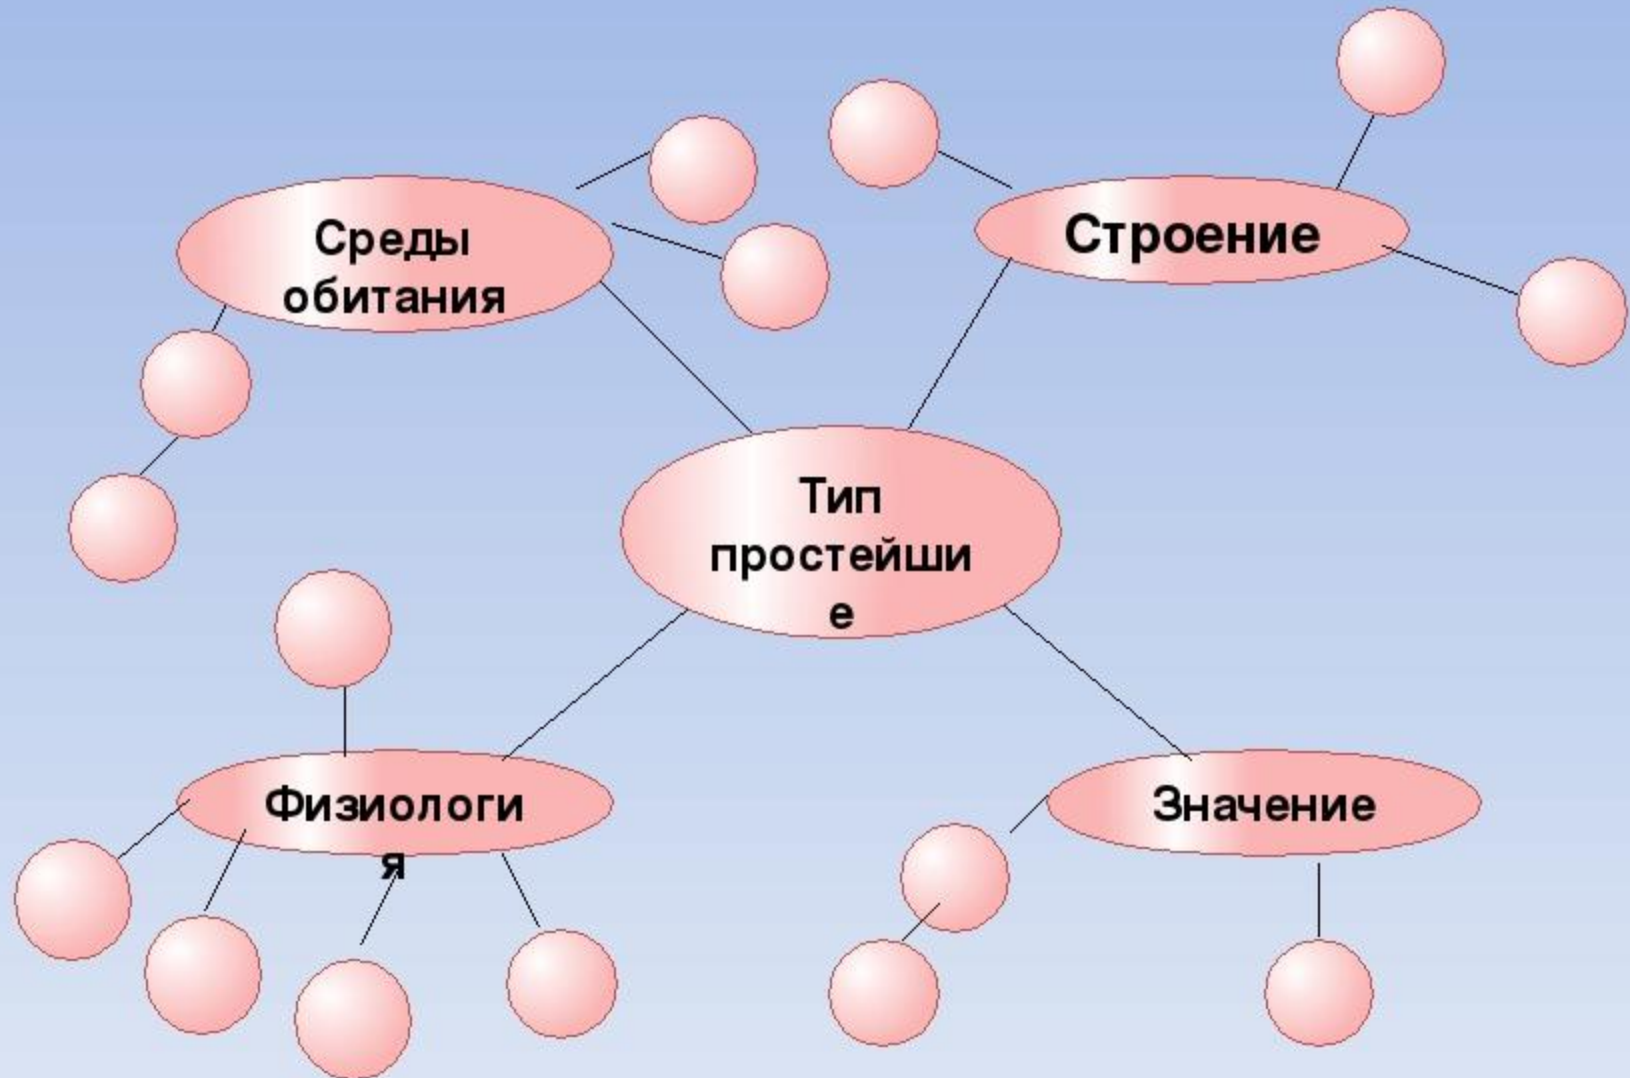 Среды
обитания
Строение
Тип
простейши
е
Физиологи
я
Значение